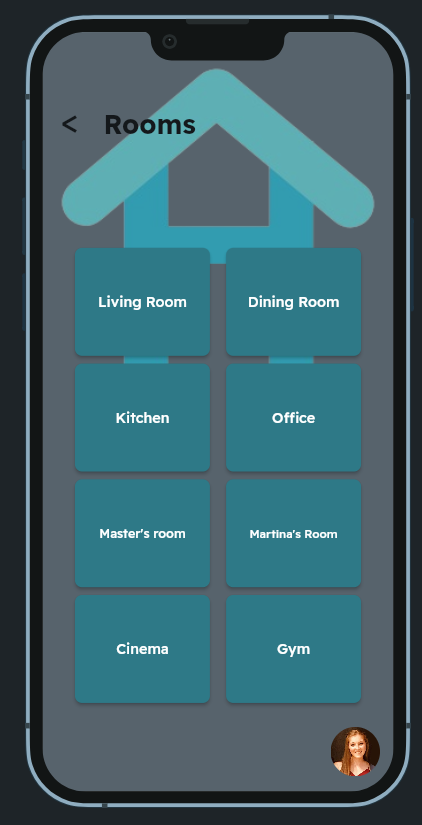 < Rooms
Living Room
Dining Room
Kitchen
Office
Master's room
Martina's Room
Cinema
Gym